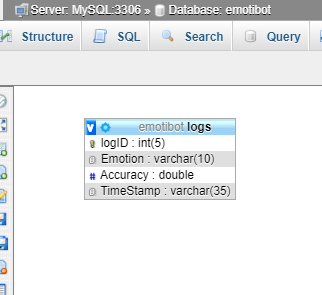 Server: MySQL:3306 » Database: emotibot
Structure SQL Search Query
v emotibot logs
logID : int(5)
Emotion : varchar(10)
# Accuracy : double
TimeStamp : varchar(35)